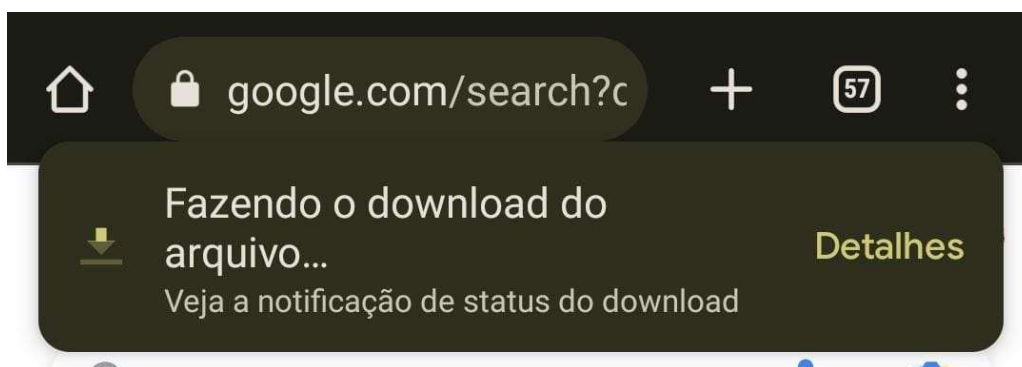 google.com/search?c
57
Fazendo o download do
arquivo...
Detalhes
Veja a notificação de status do download